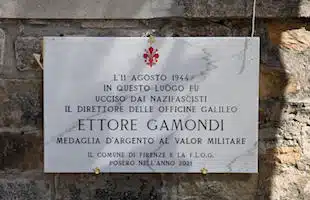 L'11 AGOSTO 1944
IN QUESTO LUOGO FU
UCCISO DAI NAZIFASCISTI
IL DIRETTORE DELLE OFFICINE GALILEO
ETTORE GAMONDI
MEDAGLIA D'ARGENTO AL VALOR MILITARE
IL COMUNE DI FIRENZE E LA F.L.O.G.
POSERO NELL'ANNO 2021